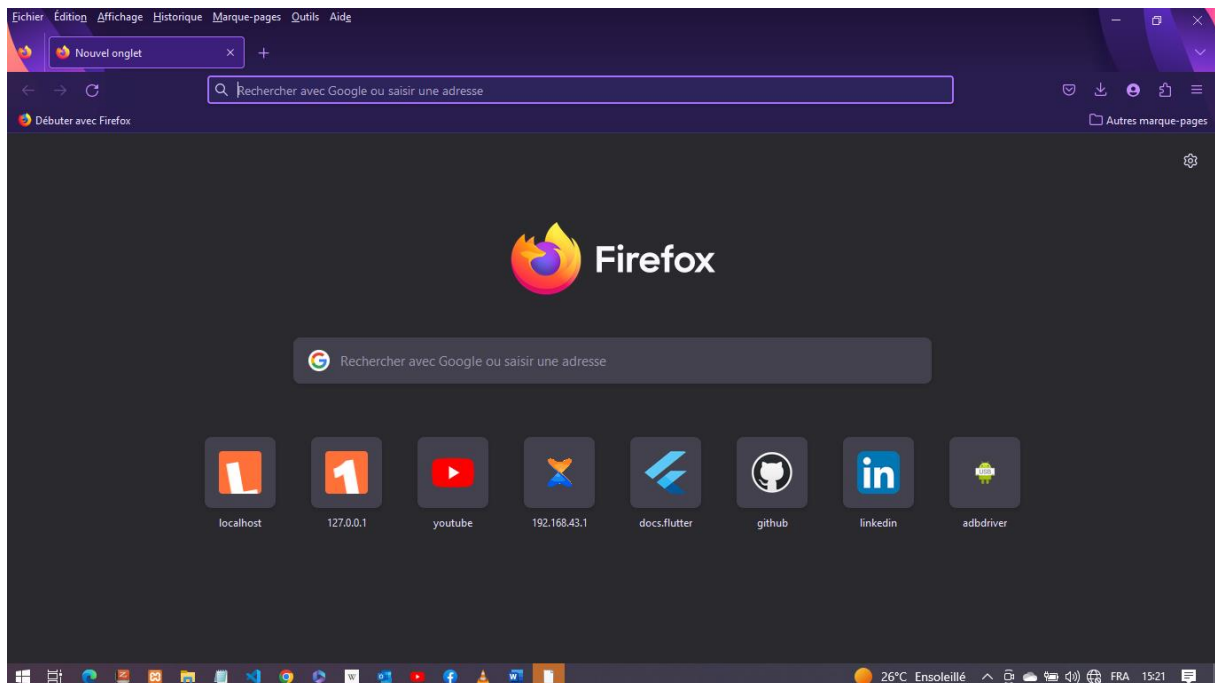 Fichier Édition Affichage Historique Marque-pages Outils Aide
Nouvel onglet
Rechercher avec Google ou saisir une adresse
Débuter avec Firefox
Autres marque-pages
Firefox
Rechercher avec Google ou saisir une adresse
localhost 127.0.0.1 youtube 192.168.43.1 docs.flutter github linkedin adbdriver
26°C Ensoleillé FRA 15:21